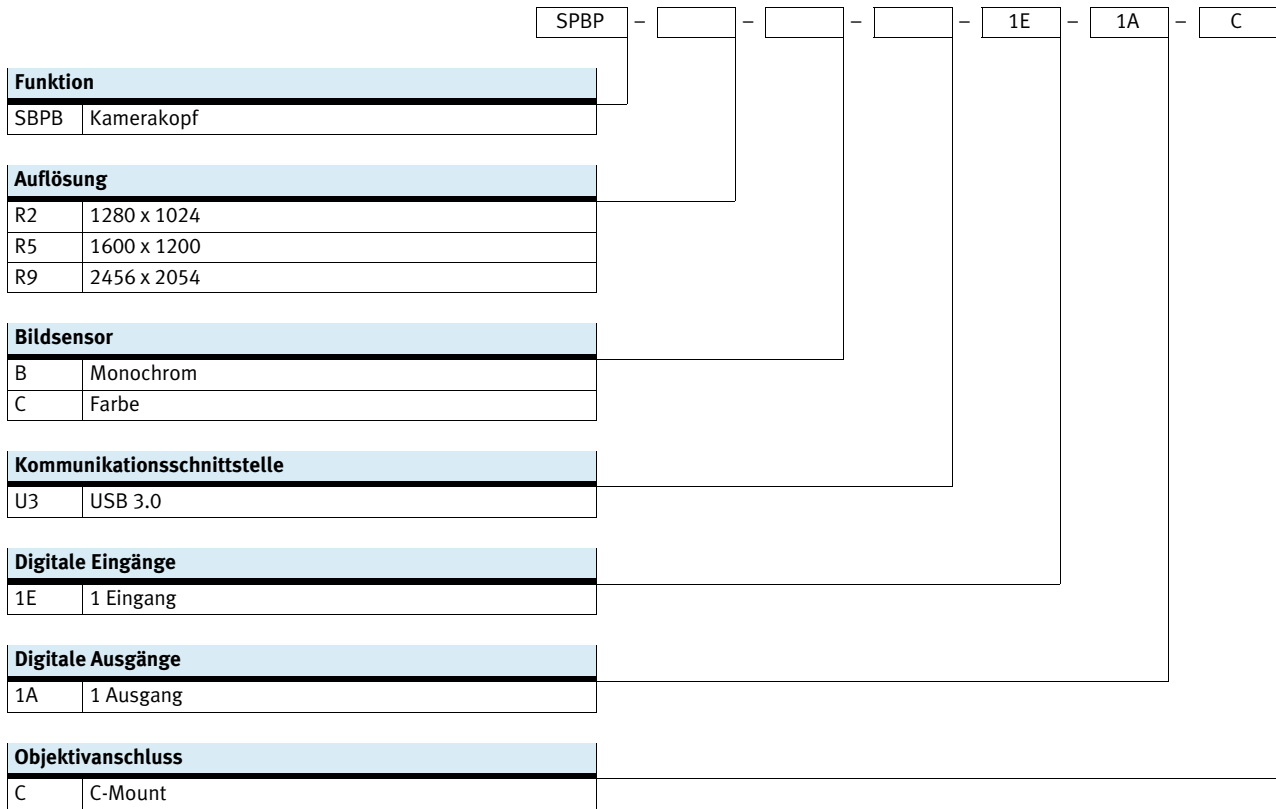 SPBP – – – – 1E – 1A – C
Funktion
SBPB Kamerakopf
Auflösung
R2 1280 x 1024
R5 1600 x 1200
R9 2456 x 2054
Bildsensor
B Monochrom
C Farbe
Kommunikationsschnittstelle
U3 USB 3.0
Digitale Eingänge
1E 1 Eingang
Digitale Ausgänge
1A 1 Ausgang
Objektivanschluss
C C-Mount